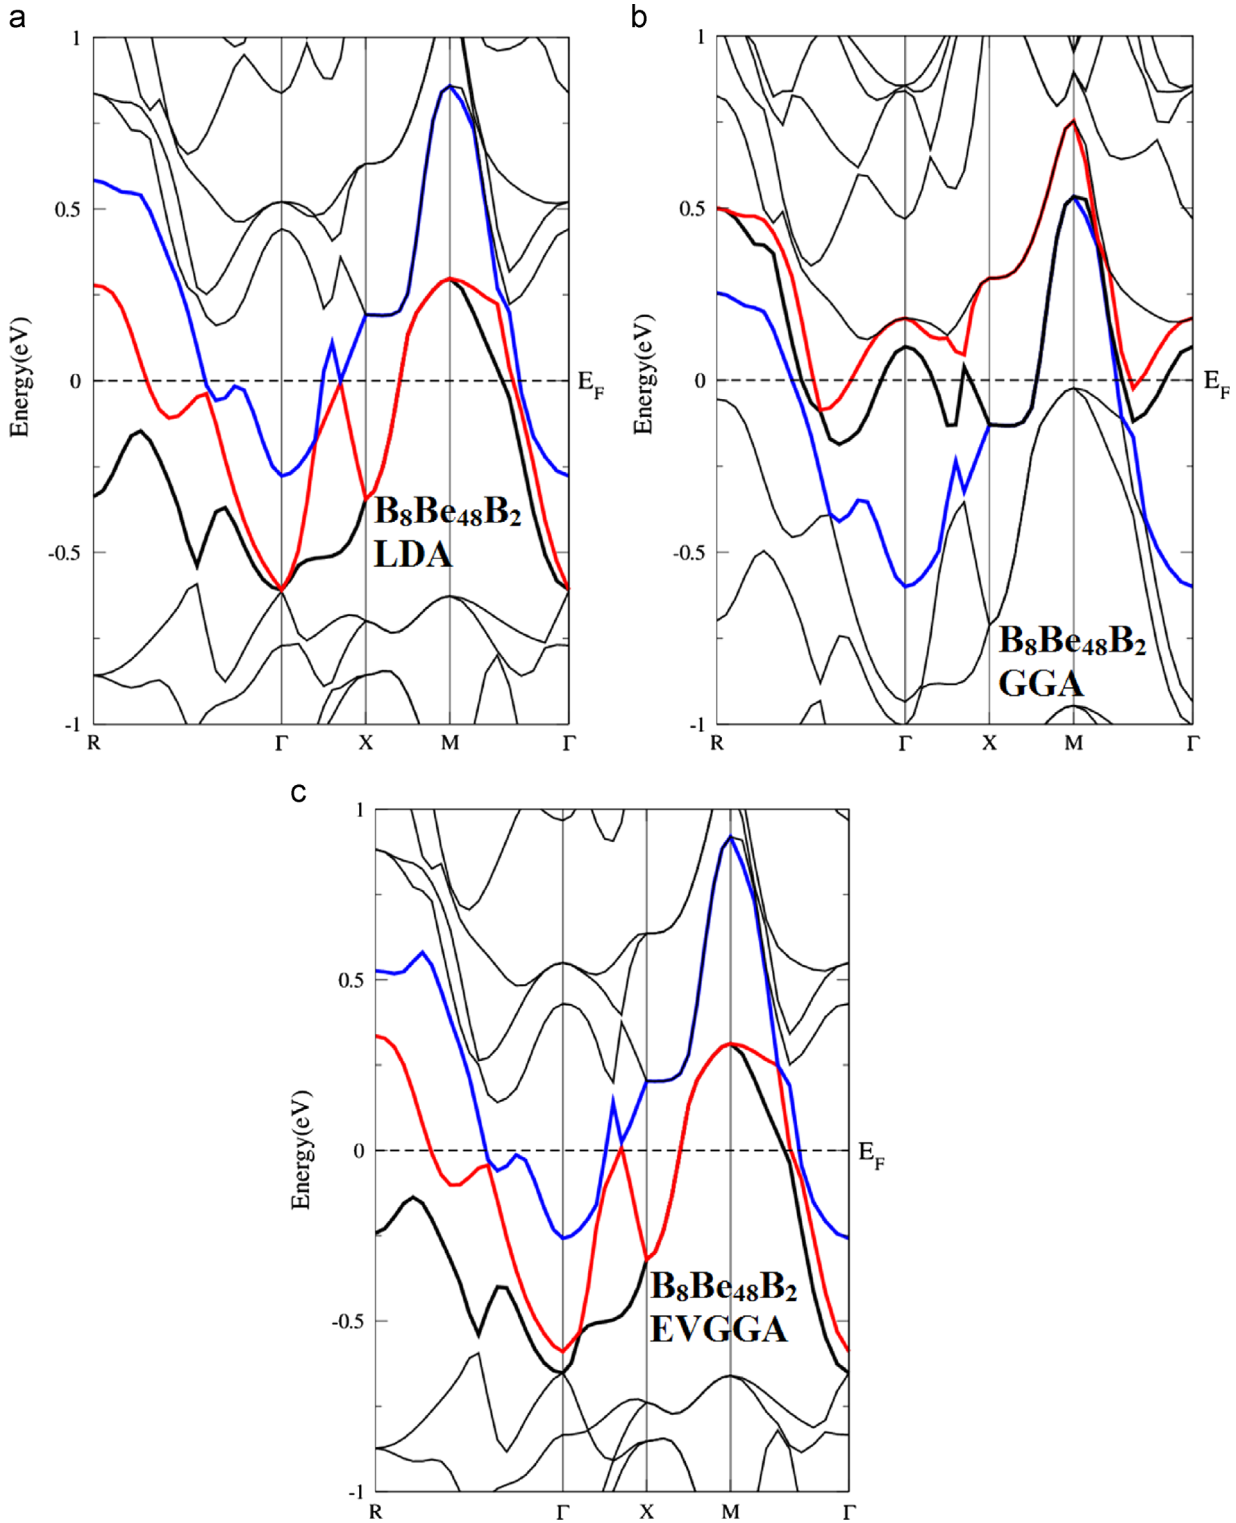 a
1
0.5
0
-0.5
-1
Energy(eV)
E_F
B₈Be₄₈B₂
LDA
R Γ X M Γ
b
1
0.5
0
-0.5
-1
Energy(eV)
E_F
B₈Be₄₈B₂
GGA
R Γ X M Γ
c
1
0.5
0
-0.5
-1
Energy(eV)
E_F
B₈Be₄₈B₂
EVGGA
R Γ X M Γ